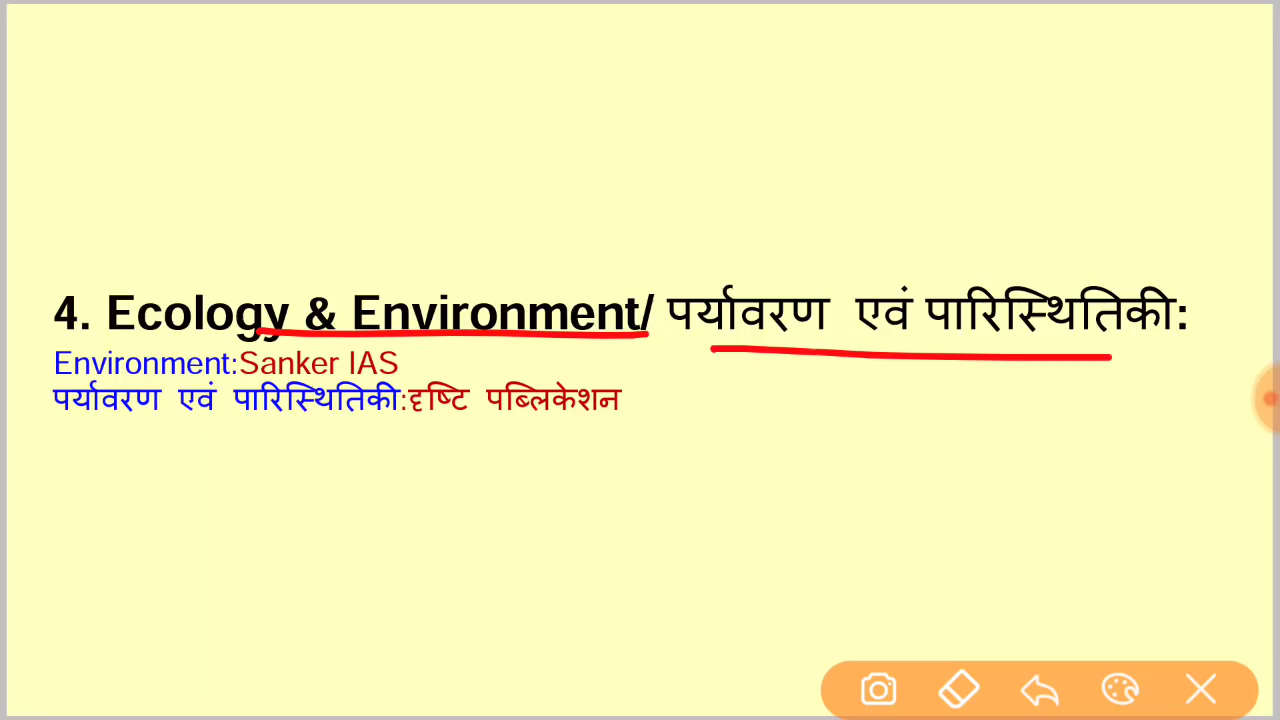 4. Ecology & Environment/ पर्यावरण एवं पारिस्थितिकी:
Environment:Sanker IAS
पर्यावरण एवं पारिस्थितिकी:दृष्टि पब्लिकेशन